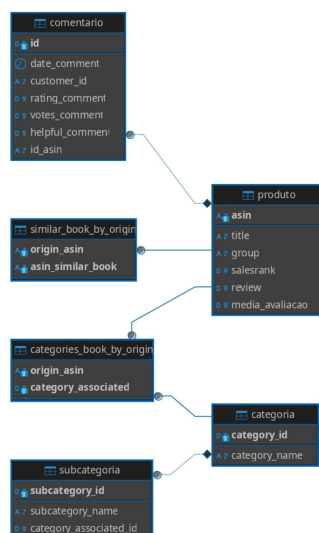 comentario
id
date_comment
customer_id
rating_comment
votes_comment
helpful_comment
id_asin
produto
asin
title
group
salesrank
review
media_avaliacao
similar_book_by_origin
origin_asin
asin_similar_book
categories_book_by_origin
origin_asin
category_associated
categoria
category_id
category_name
subcategoria
subcategory_id
subcategory_name
category_associated_id